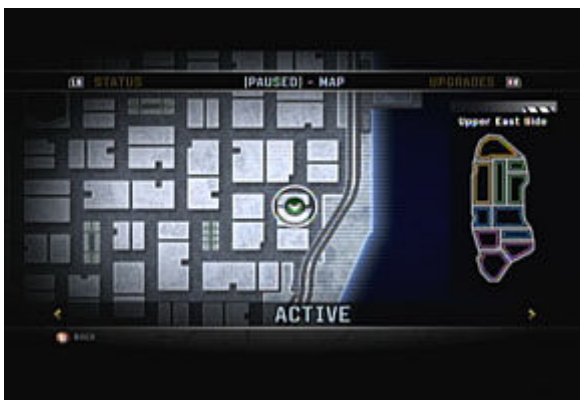 LB STATUS [PAUSED] - MAP UPGRADES RB
Upper East Side
ACTIVE
BACK